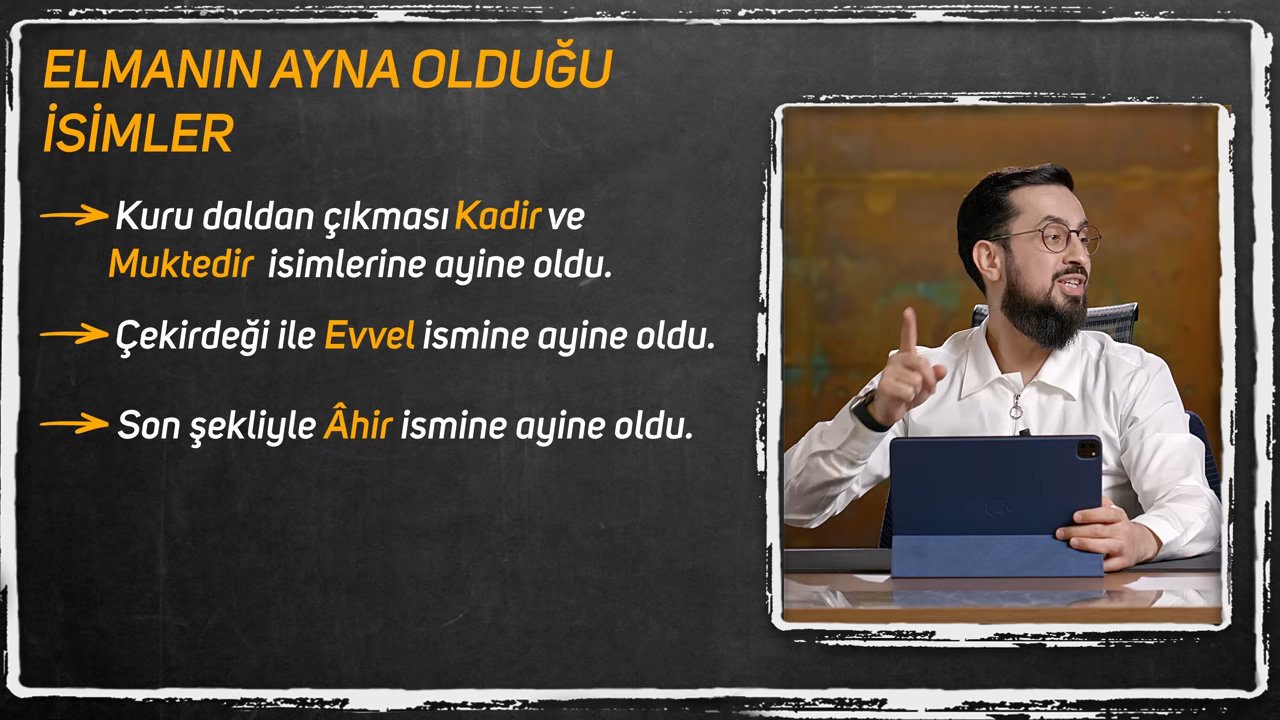 ELMANIN AYNA OLDUĞU
İSİMLER
Kuru daldan çıkması Kadir ve
Muktedir isimlerine ayine oldu.
Çekirdeği ile Evvel ismine ayine oldu.
Son şekliyle Âhir ismine ayine oldu.